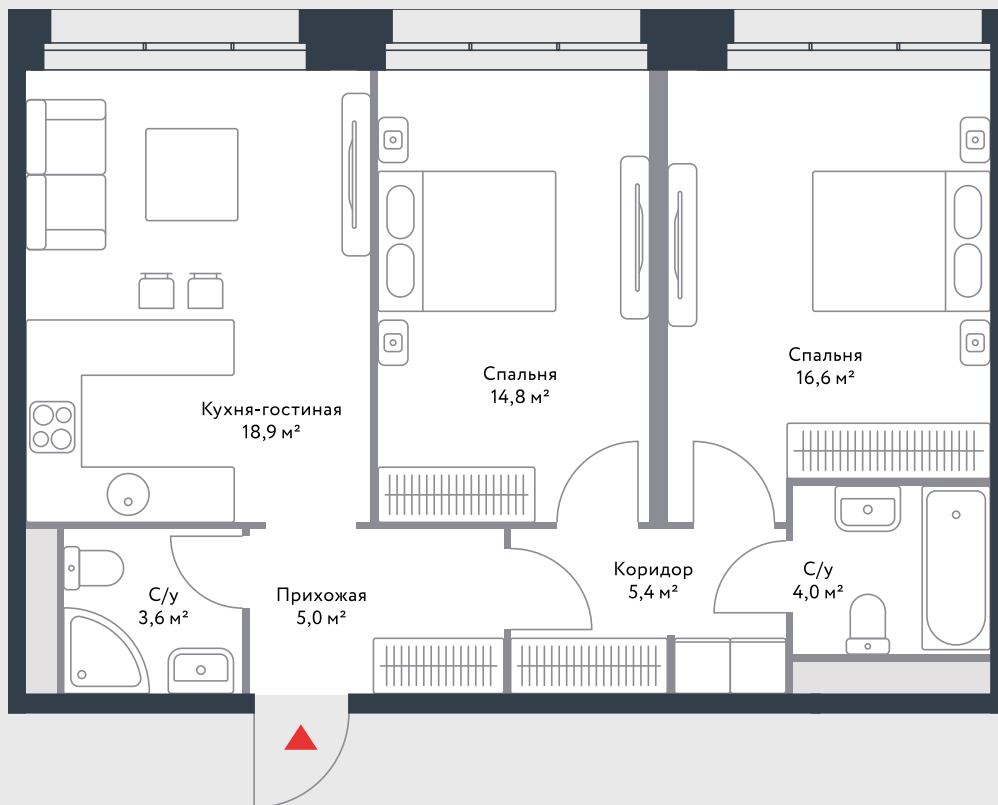 Спальня
16,6 м²
Спальня
14,8 м²
Кухня-гостиная
18,9 м²
С/у
3,6 м²
Прихожая
5,0 м²
Коридор
5,4 м²
С/у
4,0 м²